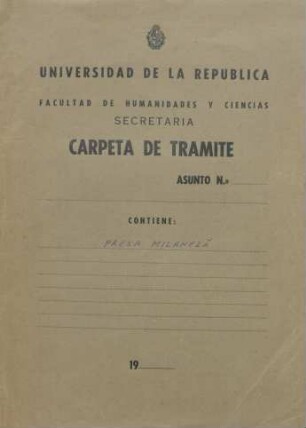 UNIVERSIDAD DE LA REPUBLICA
FACULTAD DE HUMANIDADES Y CIENCIAS
SECRETARIA
CARPETA DE TRAMITE
ASUNTO N.o
CONTIENE:
19